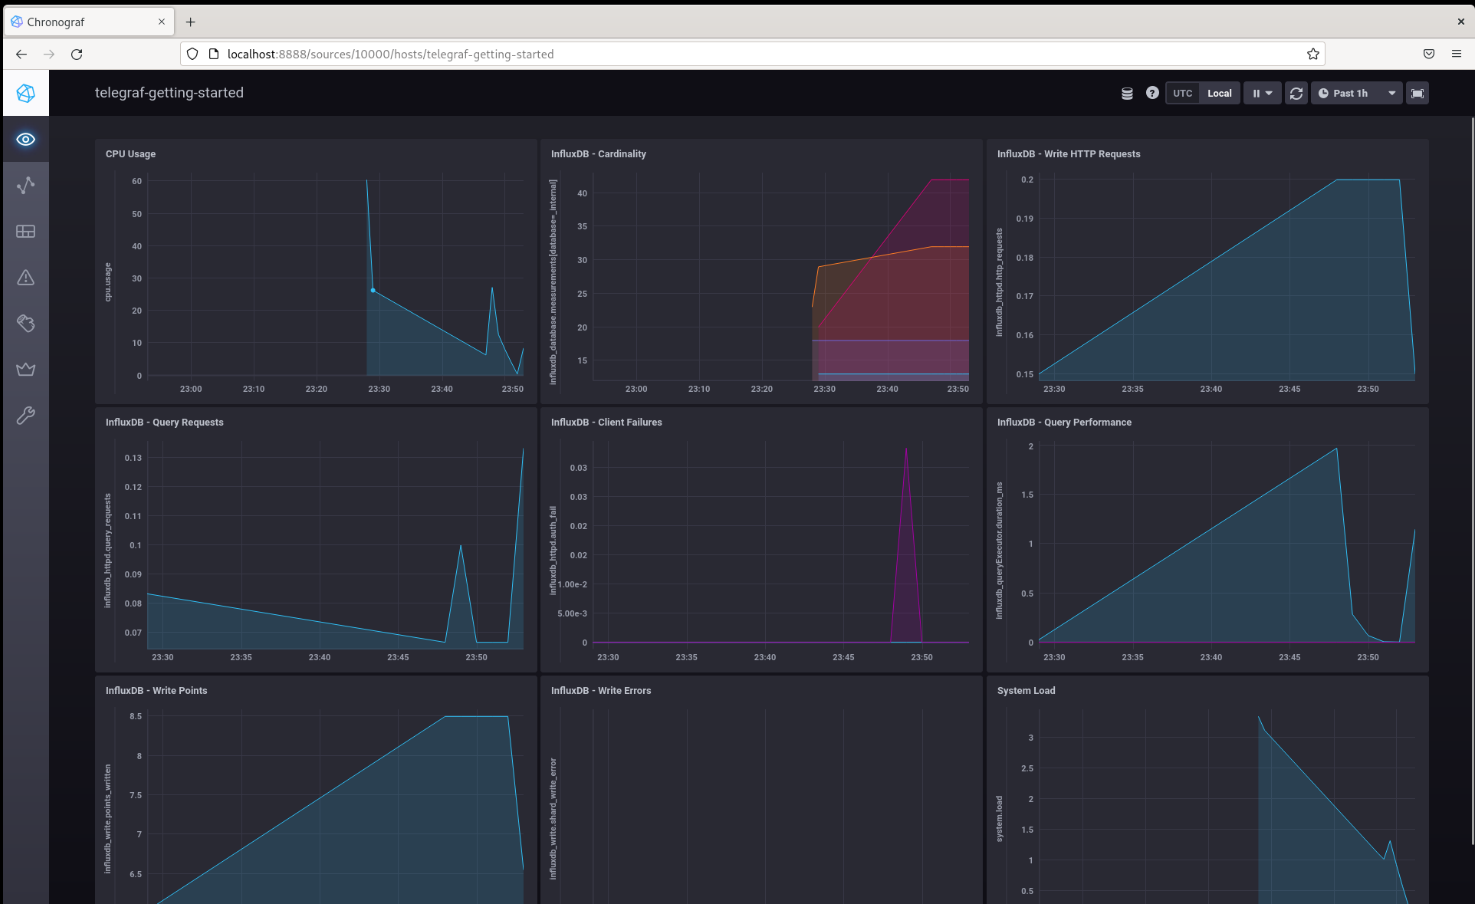 Chronograf
localhost:8888/sources/10000/hosts/telegraf-getting-started
telegraf-getting-started
UTC Local Past 1h
CPU Usage
cpu.usage
60
50
40
30
20
10
0
23:00 23:10 23:20 23:30 23:40 23:50
InfluxDB - Cardinality
influxdb_database.measurements[database=_internal]
40
35
30
25
20
15
23:00 23:10 23:20 23:30 23:40 23:50
InfluxDB - Write HTTP Requests
influxdb_httpd.http_requests
0.2
0.19
0.18
0.17
0.16
0.15
23:30 23:35 23:40 23:45 23:50
InfluxDB - Query Requests
influxdb_httpd.query_requests
0.13
0.12
0.11
0.1
0.09
0.08
0.07
23:30 23:35 23:40 23:45 23:50
InfluxDB - Client Failures
influxdb_httpd.auth_fail
0.03
0.03
0.02
0.02
1.00e-2
5.00e-3
0
23:30 23:35 23:40 23:45 23:50
InfluxDB - Query Performance
influxdb_queryExecutor.duration_ms
2
1.5
1
0.5
0
23:30 23:35 23:40 23:45 23:50
InfluxDB - Write Points
influxdb_write.points_written
8.5
8
7.5
7
6.5
InfluxDB - Write Errors
influxdb_write.shard_write_error
System Load
system.load
3
2.5
2
1.5
1
0.5